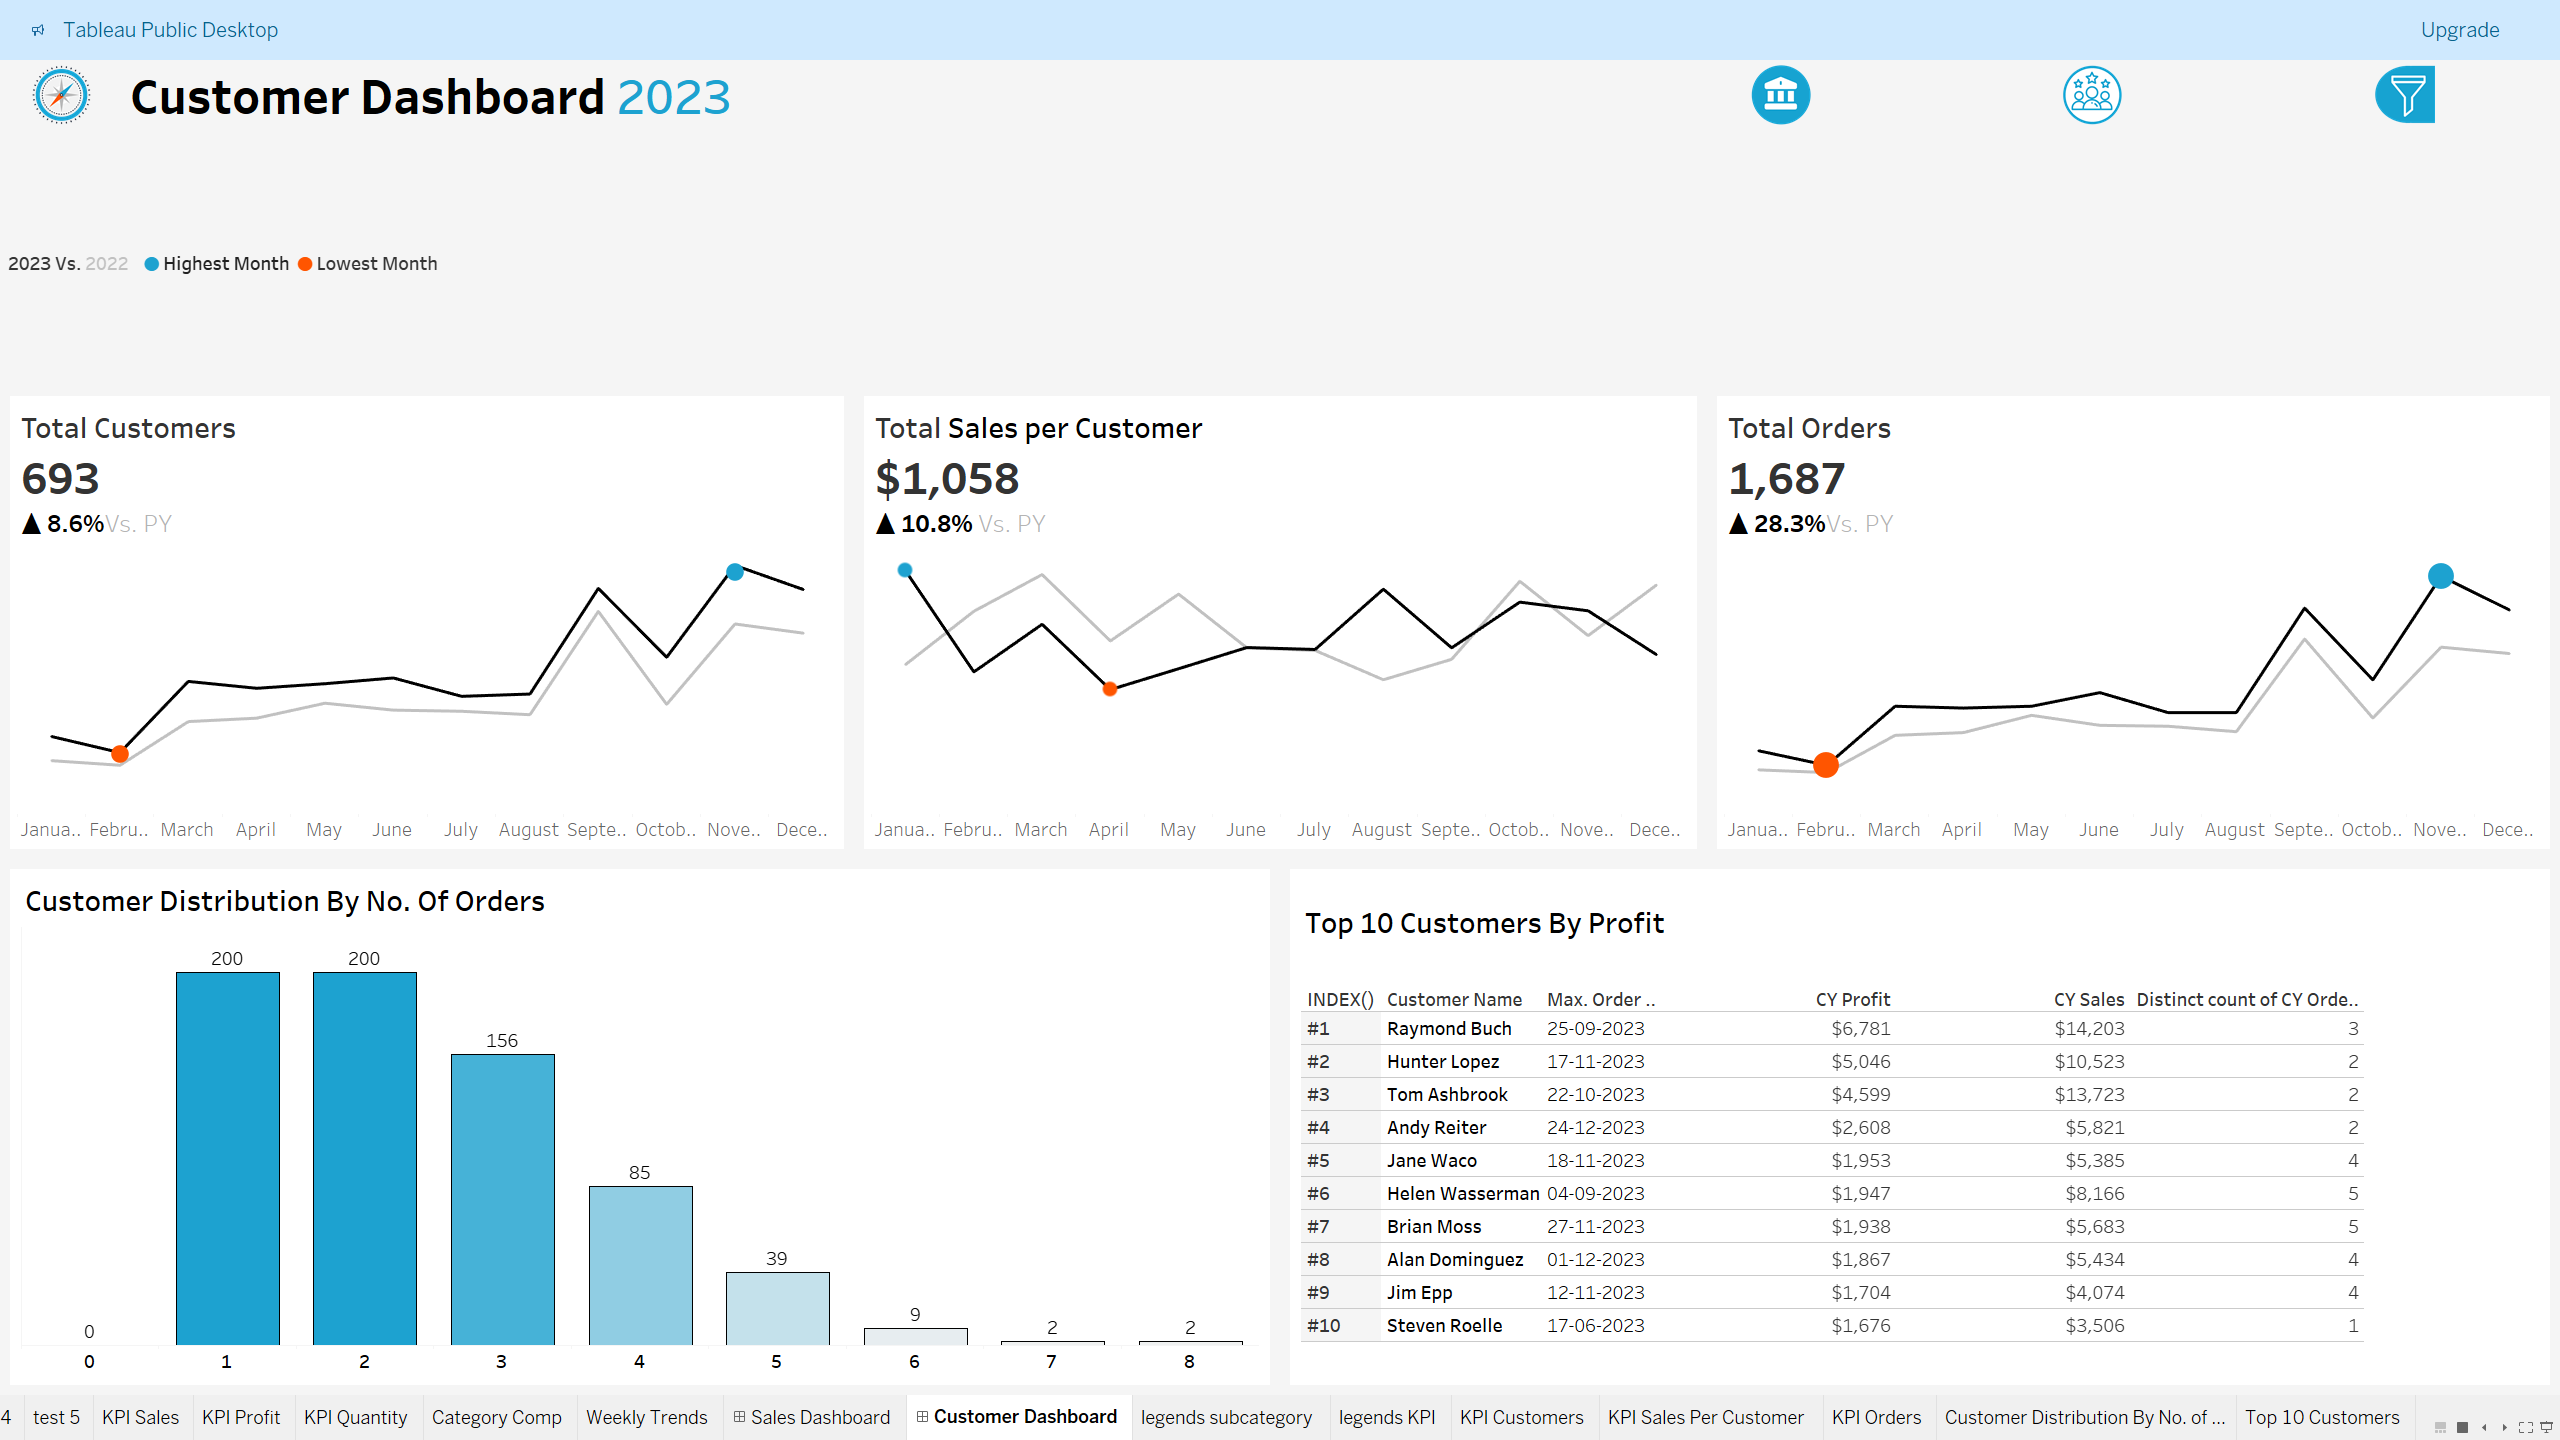 Tableau Public Desktop
Upgrade
Customer Dashboard 2023
2023 Vs. 2022 Highest Month Lowest Month
Total Customers
693
▲ 8.6%Vs. PY
Janua.. Febru.. March April May June July August Septe.. Octob.. Nove.. Dece..
Total Sales per Customer
$1,058
▲ 10.8% Vs. PY
Janua.. Febru.. March April May June July August Septe.. Octob.. Nove.. Dece..
Total Orders
1,687
▲ 28.3%Vs. PY
Janua.. Febru.. March April May June July August Septe.. Octob.. Nove.. Dece..
Customer Distribution By No. Of Orders
0 200 200 156 85 39 9 2 2
0 1 2 3 4 5 6 7 8
Top 10 Customers By Profit
INDEX() Customer Name Max. Order .. CY Profit CY Sales Distinct count of CY Orde..
#1 Raymond Buch 25-09-2023 $6,781 $14,203 3
#2 Hunter Lopez 17-11-2023 $5,046 $10,523 2
#3 Tom Ashbrook 22-10-2023 $4,599 $13,723 2
#4 Andy Reiter 24-12-2023 $2,608 $5,821 2
#5 Jane Waco 18-11-2023 $1,953 $5,385 4
#6 Helen Wasserman 04-09-2023 $1,947 $8,166 5
#7 Brian Moss 27-11-2023 $1,938 $5,683 5
#8 Alan Dominguez 01-12-2023 $1,867 $5,434 4
#9 Jim Epp 12-11-2023 $1,704 $4,074 4
#10 Steven Roelle 17-06-2023 $1,676 $3,506 1
4 test 5 KPI Sales KPI Profit KPI Quantity Category Comp Weekly Trends Sales Dashboard Customer Dashboard legends subcategory legends KPI KPI Customers KPI Sales Per Customer KPI Orders Customer Distribution By No. of ... Top 10 Customers